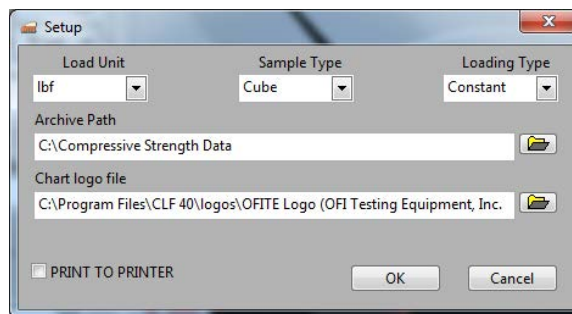 Setup
Load Unit
Sample Type
Loading Type
lbf
Cube
Constant
Archive Path
C:\Compressive Strength Data
Chart logo file
C:\Program Files\CLF 40\logos\OFITE Logo (OFI Testing Equipment, Inc.
PRINT TO PRINTER
OK
Cancel